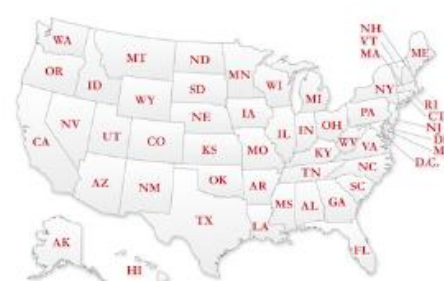 NH
VT
MA
WA
MT
ND
MN
ME
OR
ID
SD
WI
MI
NY
WY
RI
CT
NV
NE
IA
PA
NJ
CA
UT
CO
IL
IN
OH
D.C.
KS
MO
KY
WV
VA
AZ
NM
OK
AR
TN
NC
SC
TX
LA
MS
AL
GA
AK
HI
FL